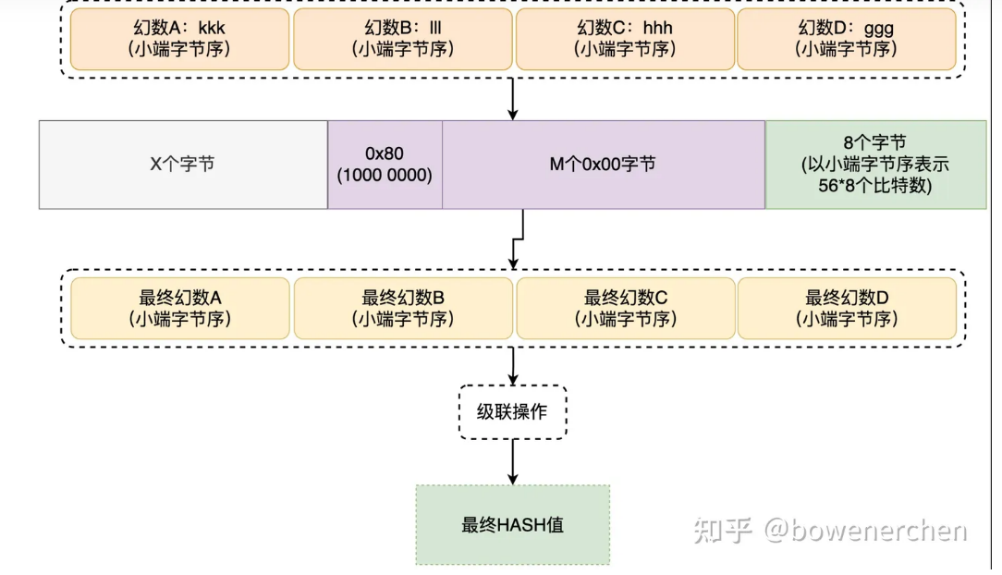 幻数A：kkk
(小端字节序)
幻数B：lll
(小端字节序)
幻数C：hhh
(小端字节序)
幻数D：ggg
(小端字节序)
X个字节
0x80
(1000 0000)
M个0x00字节
8个字节
(以小端字节序表示
56*8个比特数)
最终幻数A
(小端字节序)
最终幻数B
(小端字节序)
最终幻数C
(小端字节序)
最终幻数D
(小端字节序)
级联操作
最终HASH值
知乎 @bowenerchen